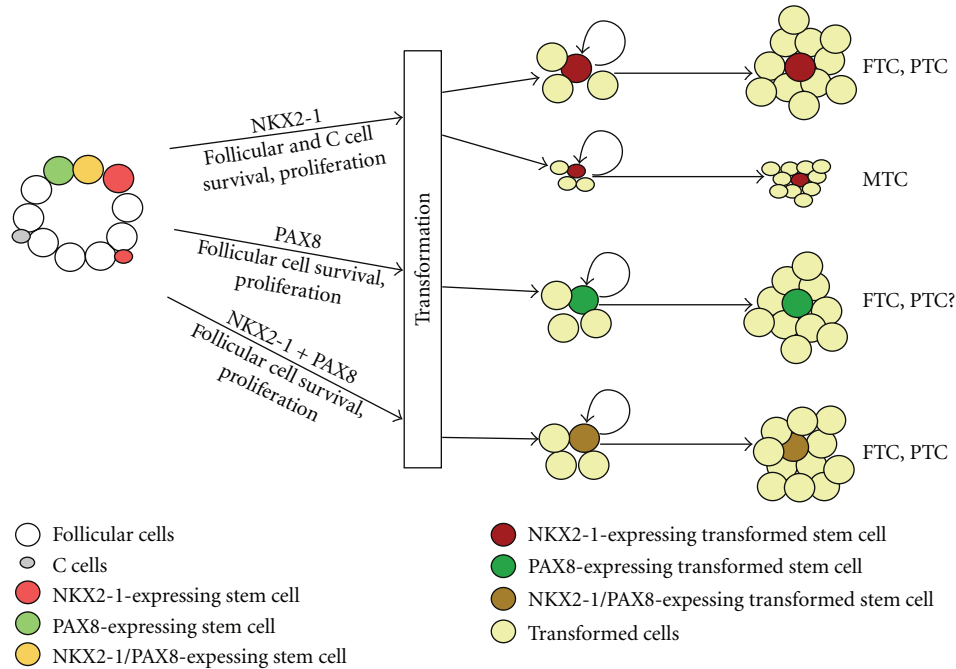 NKX2-1
Follicular and C cell
survival, proliferation
PAX8
Follicular cell survival,
proliferation
NKX2-1 + PAX8
Follicular cell survival,
proliferation
Transformation
FTC, PTC
MTC
FTC, PTC?
FTC, PTC
Follicular cells
C cells
NKX2-1-expressing stem cell
PAX8-expressing stem cell
NKX2-1/PAX8-expessing stem cell
NKX2-1-expressing transformed stem cell
PAX8-expressing transformed stem cell
NKX2-1/PAX8-expessing transformed stem cell
Transformed cells